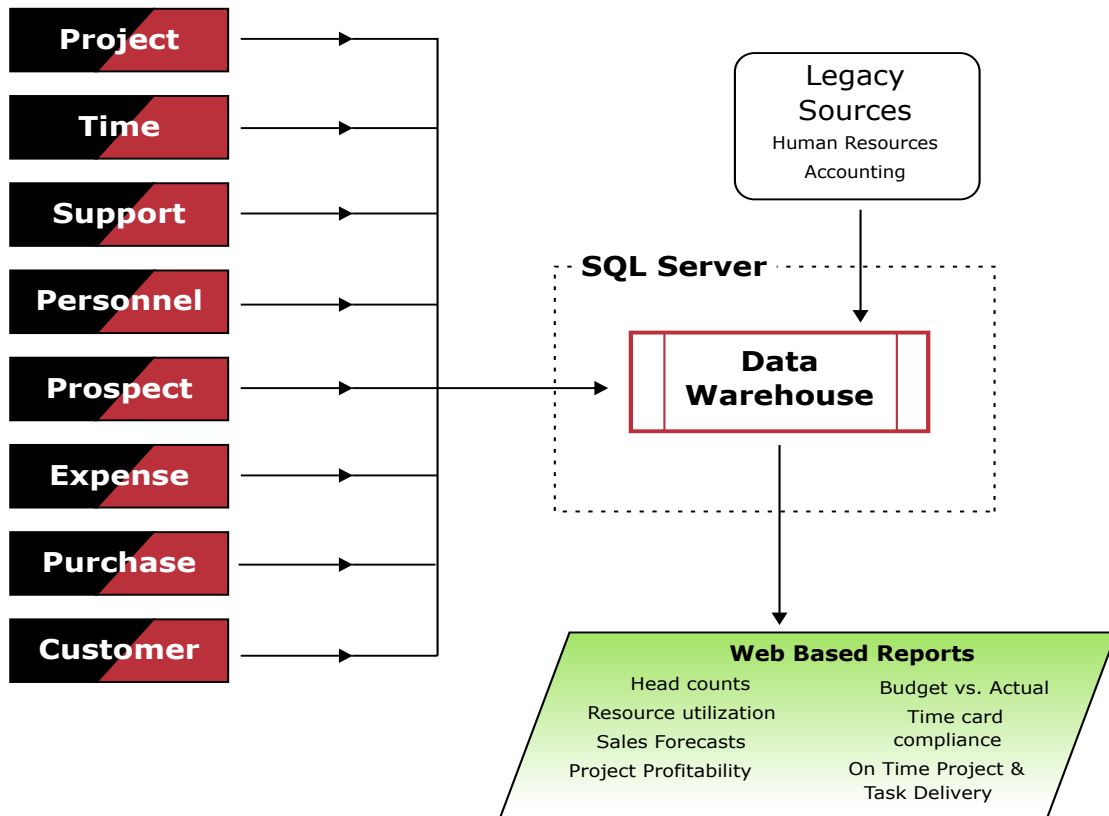 Project
Time
Support
Personnel
Prospect
Expense
Purchase
Customer
Legacy
Sources
Human Resources
Accounting
SQL Server
Data
Warehouse
Web Based Reports
Head counts
Resource utilization
Sales Forecasts
Project Profitability
Budget vs. Actual
Time card
compliance
On Time Project &
Task Delivery